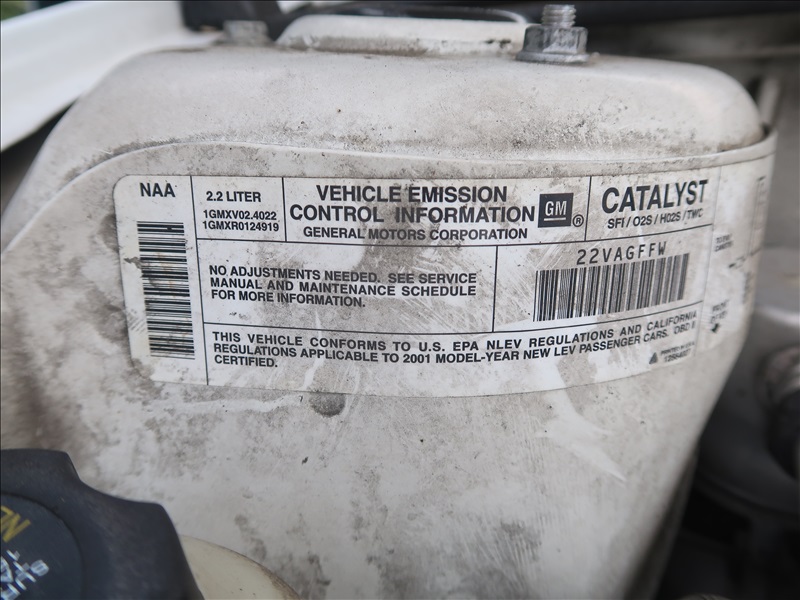 NAA
2.2 LITER
1GMXV02.4022
1GMXR0124919
VEHICLE EMISSION
CONTROL INFORMATION
GENERAL MOTORS CORPORATION
GM ®
CATALYST
SFI / O2S / HO2S / TWC
NO ADJUSTMENTS NEEDED. SEE SERVICE
MANUAL AND MAINTENANCE SCHEDULE
FOR MORE INFORMATION.
22VAGFFW
THIS VEHICLE CONFORMS TO U.S. EPA NLEV REGULATIONS AND CALIFORNIA
REGULATIONS APPLICABLE TO 2001 MODEL-YEAR NEW LEV PASSENGER CARS. OBD II
CERTIFIED.
PRINTED IN U.S.A.